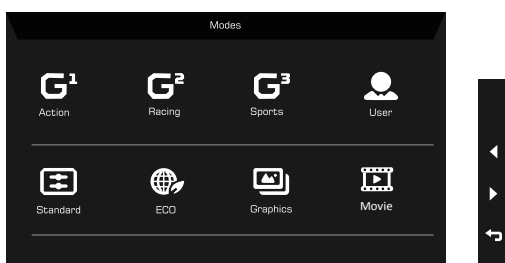 Modes
G¹ G² G³
Action Racing Sports User
Standard ECO Graphics Movie